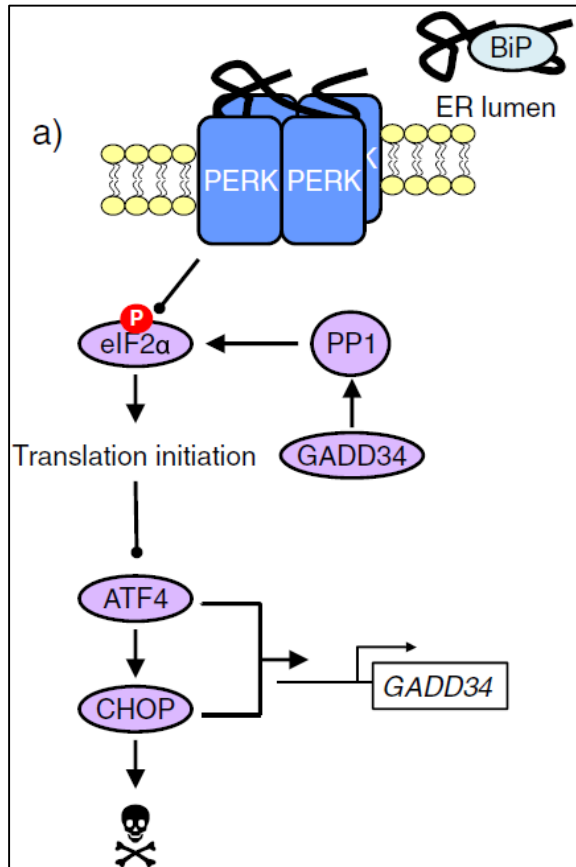 BiP
ER lumen
a)
PERK PERK K
P
eIF2α
PP1
Translation initiation
GADD34
ATF4
CHOP
GADD34